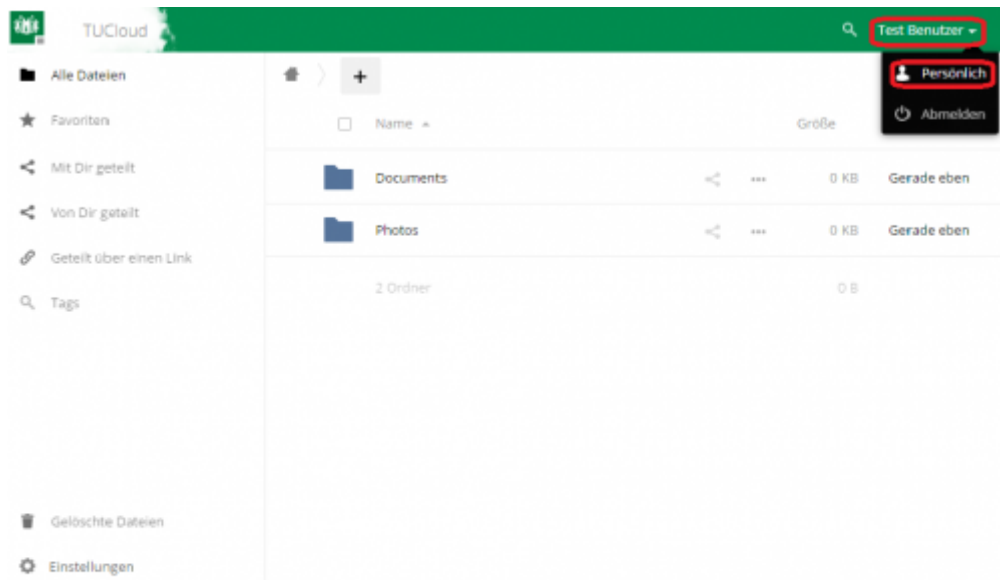 TUCloud
Test Benutzer
Alle Dateien
Persönlich
Favoriten
Name
Größe
Abmelden
Mit Dir geteilt
Documents
0 KB
Gerade eben
Von Dir geteilt
Photos
0 KB
Gerade eben
Geteilt über einen Link
2 Ordner
0 B
Tags
Gelöschte Dateien
Einstellungen